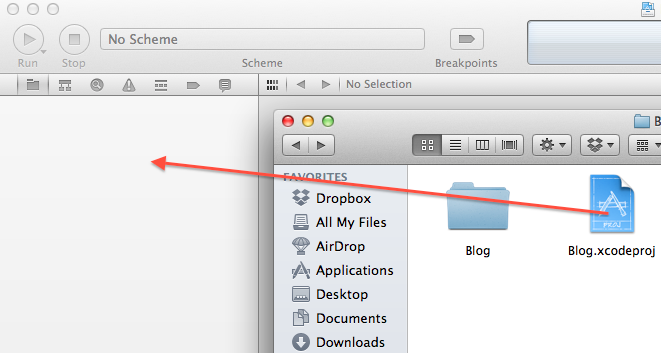 No Scheme
Run
Stop
Scheme
Breakpoints
No Selection
B
FAVORITES
Dropbox
All My Files
AirDrop
Applications
Desktop
Documents
Downloads
Blog
Blog.xcodeproj
PROJ